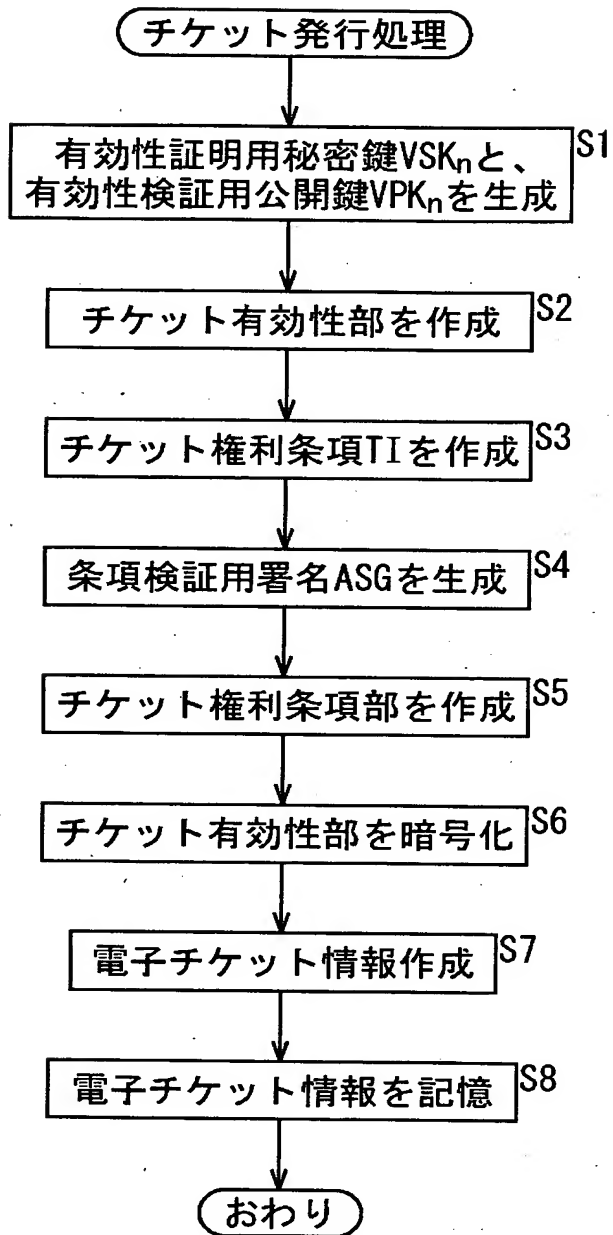 チケット発行処理
有効性証明用秘密鍵VSKnと、
S1
有効性検証用公開鍵VPKnを生成
チケット有効性部を作成
S2
チケット権利条項TIを作成
S3
条項検証用署名ASGを生成
S4
チケット権利条項部を作成
S5
チケット有効性部を暗号化
S6
電子チケット情報作成
S7
電子チケット情報を記憶
S8
おわり